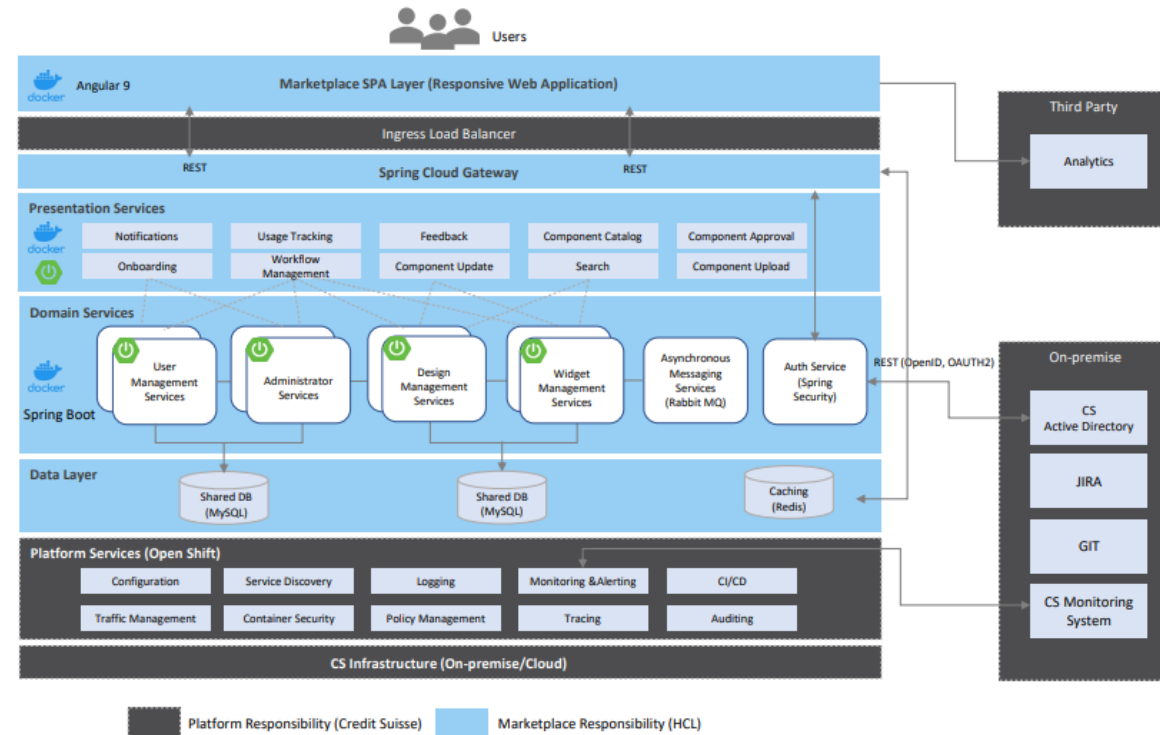 Users
docker
Angular 9
Marketplace SPA Layer (Responsive Web Application)
Ingress Load Balancer
REST
Spring Cloud Gateway
REST
Third Party
Analytics
Presentation Services
docker
Notifications
Usage Tracking
Feedback
Component Catalog
Component Approval
Onboarding
Workflow
Management
Component Update
Search
Component Upload
Domain Services
docker
Spring Boot
User
Management
Services
Administrator
Services
Design
Management
Services
Widget
Management
Services
Asynchronous
Messaging
Services
(Rabbit MQ)
Auth Service
(Spring
Security)
REST (OpenID, OAUTH2)
On-premise
CS
Active Directory
JIRA
GIT
CS Monitoring
System
Data Layer
Shared DB
(MySQL)
Shared DB
(MySQL)
Caching
(Redis)
Platform Services (Open Shift)
Configuration
Service Discovery
Logging
Monitoring &Alerting
CI/CD
Traffic Management
Container Security
Policy Management
Tracing
Auditing
CS Infrastructure (On-premise/Cloud)
Platform Responsibility (Credit Suisse)
Marketplace Responsibility (HCL)